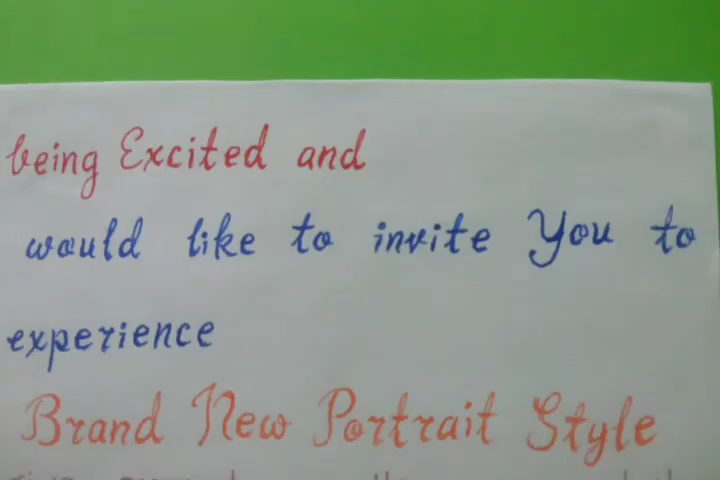 being Excited and
would like to invite You to
experience
Brand New Portrait Style